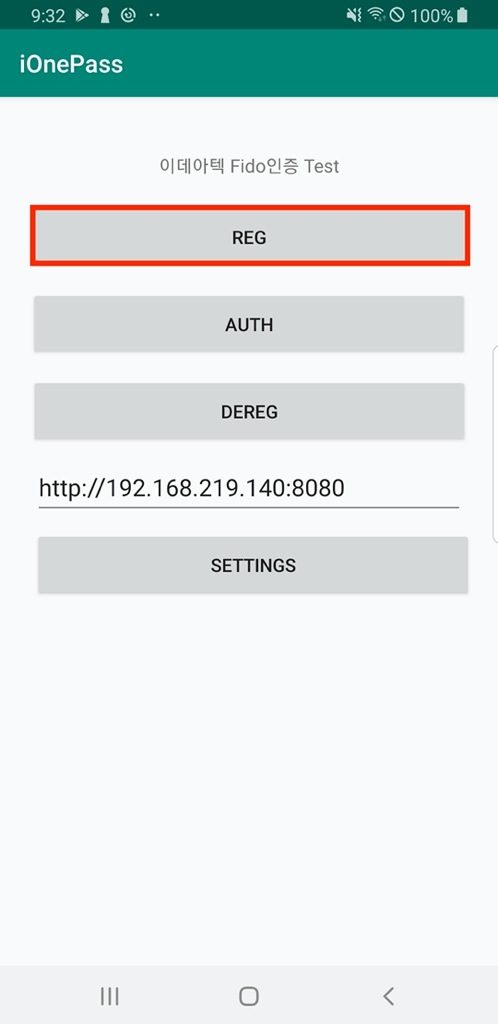 9:32
100%
iOnePass
이데아텍 Fido인증 Test
REG
AUTH
DEREG
http://192.168.219.140:8080
SETTINGS